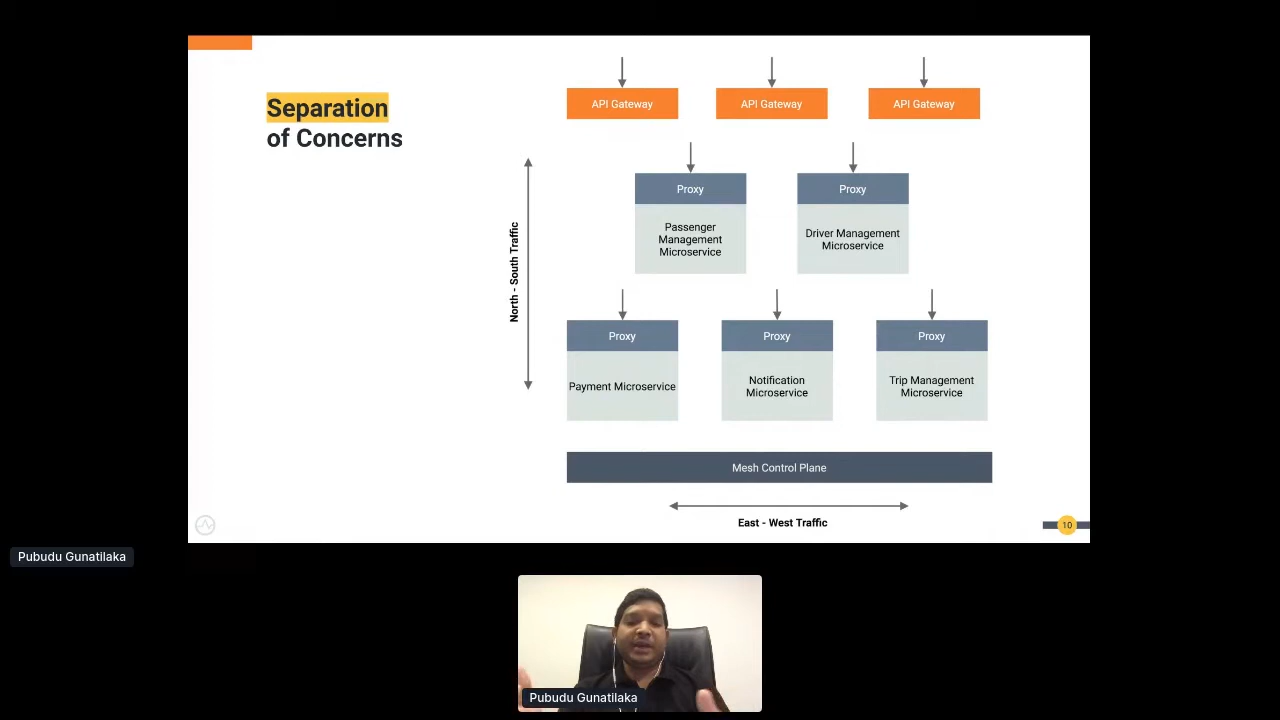 Separation
of Concerns
API Gateway
API Gateway
API Gateway
Proxy
Passenger
Management
Microservice
Proxy
Driver Management
Microservice
North - South Traffic
Proxy
Payment Microservice
Proxy
Notification
Microservice
Proxy
Trip Management
Microservice
Mesh Control Plane
East - West Traffic
10
Pubudu Gunatilaka
Pubudu Gunatilaka